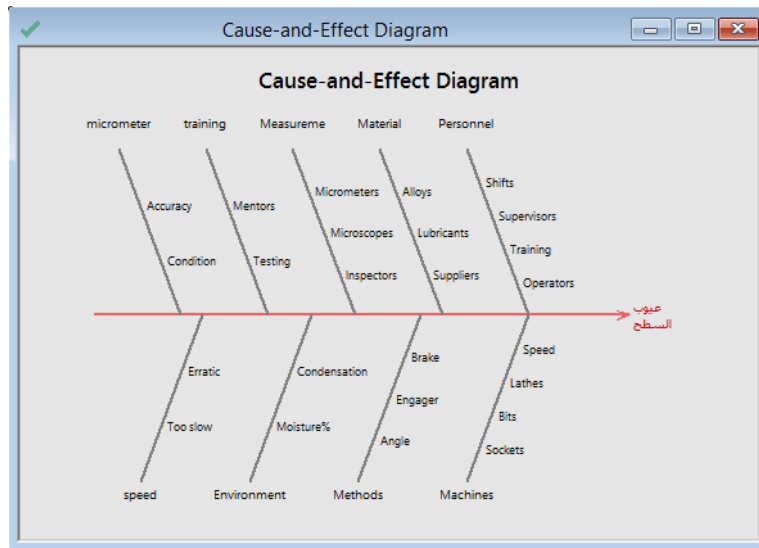 Cause-and-Effect Diagram
Cause-and-Effect Diagram
micrometer training Measureme Material Personnel
Shifts
Micrometers Alloys
Accuracy Mentors
Supervisors
Microscopes Lubricants
Training
Condition Testing
Inspectors Suppliers
Operators
عيوب
السطح
Speed
Brake
Erratic Condensation
Lathes
Engager
Bits
Too slow Moisture%
Angle
Sockets
speed Environment Methods Machines